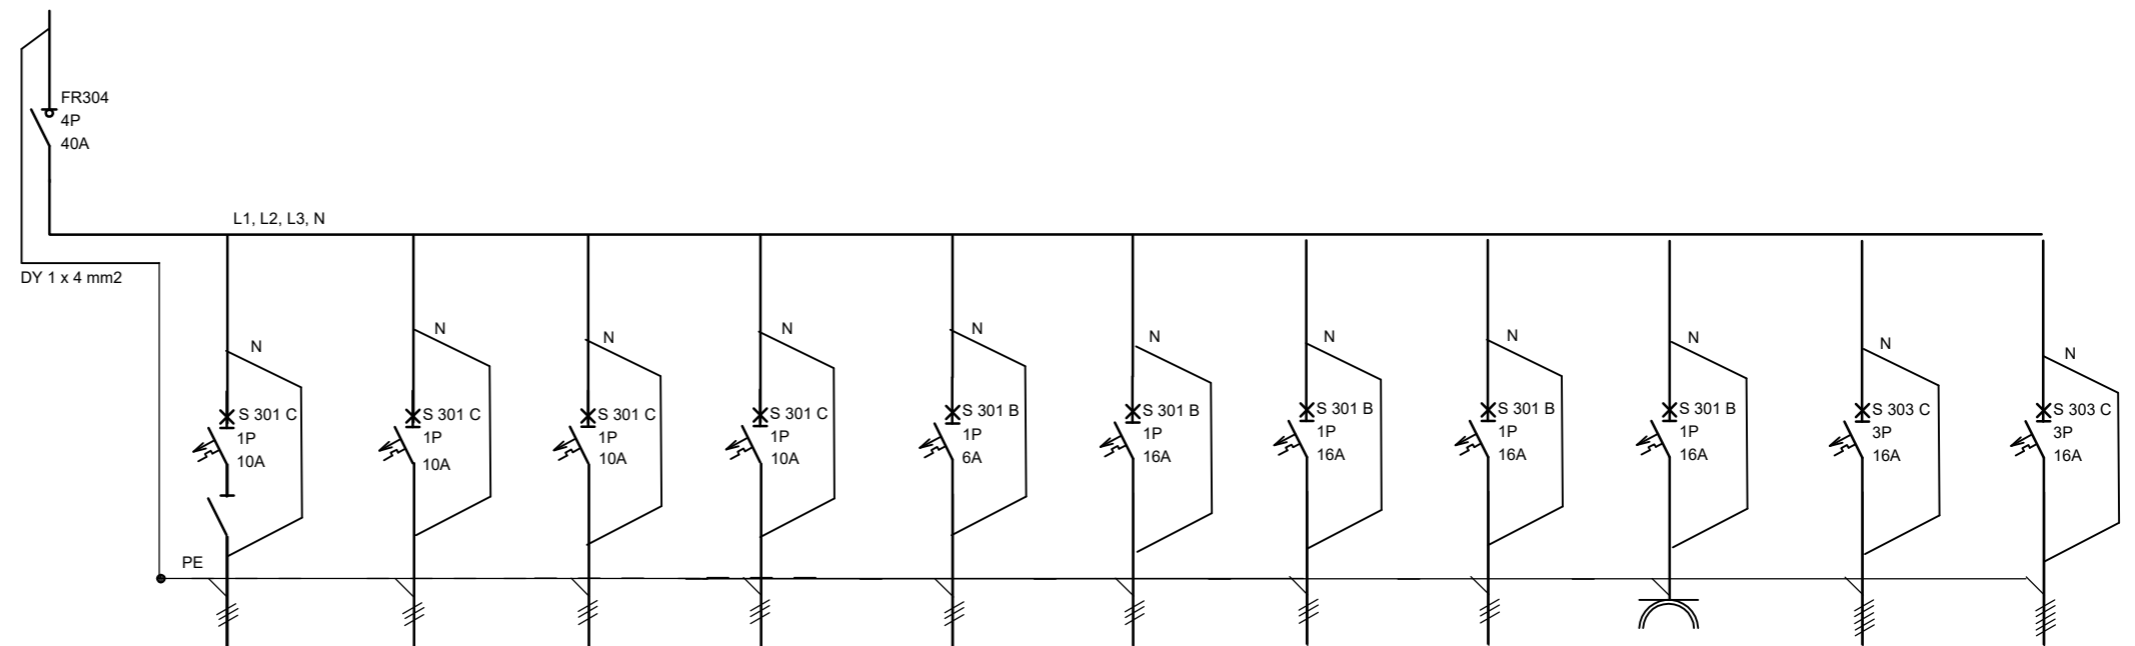 FR304
4P
40A
L1, L2, L3, N
DY 1 x 4 mm2
N
N
N
N
N
N
N
N
N
N
N
S 301 C
1P
10A
S 301 C
1P
10A
S 301 C
1P
10A
S 301 C
1P
10A
S 301 B
1P
6A
S 301 B
1P
16A
S 301 B
1P
16A
S 301 B
1P
16A
S 301 B
1P
16A
S 303 C
3P
16A
S 303 C
3P
16A
PE